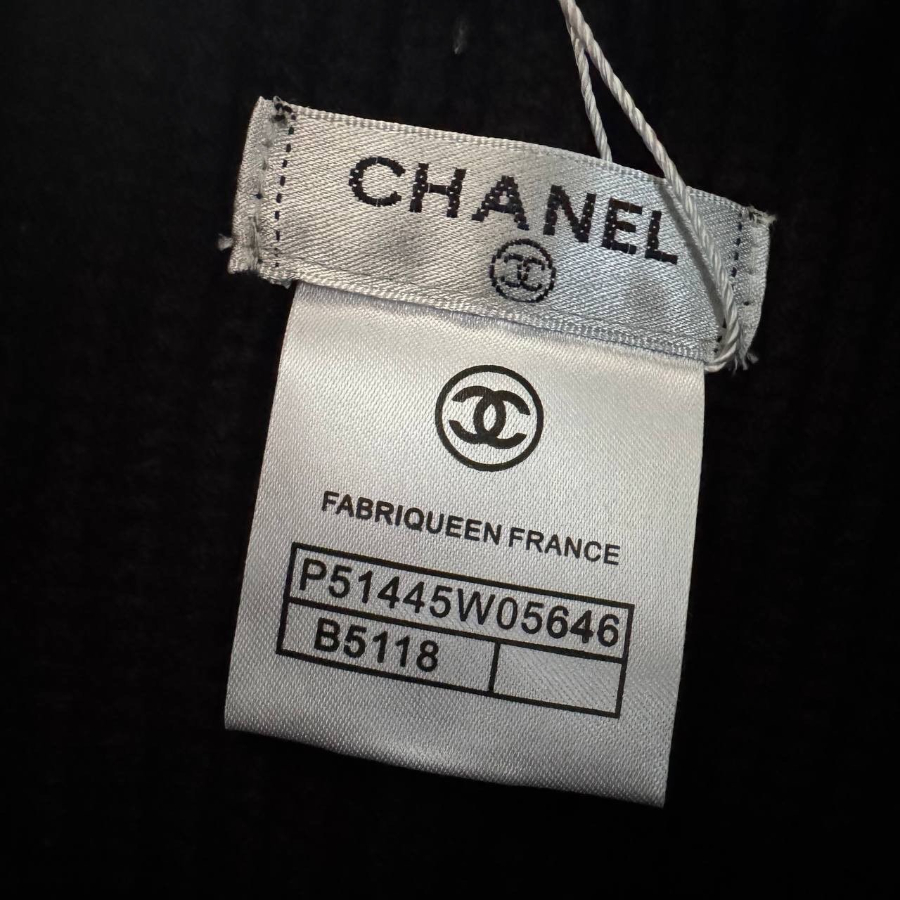 CHANEL
FABRIQUEEN FRANCE
P51445W05646
B5118